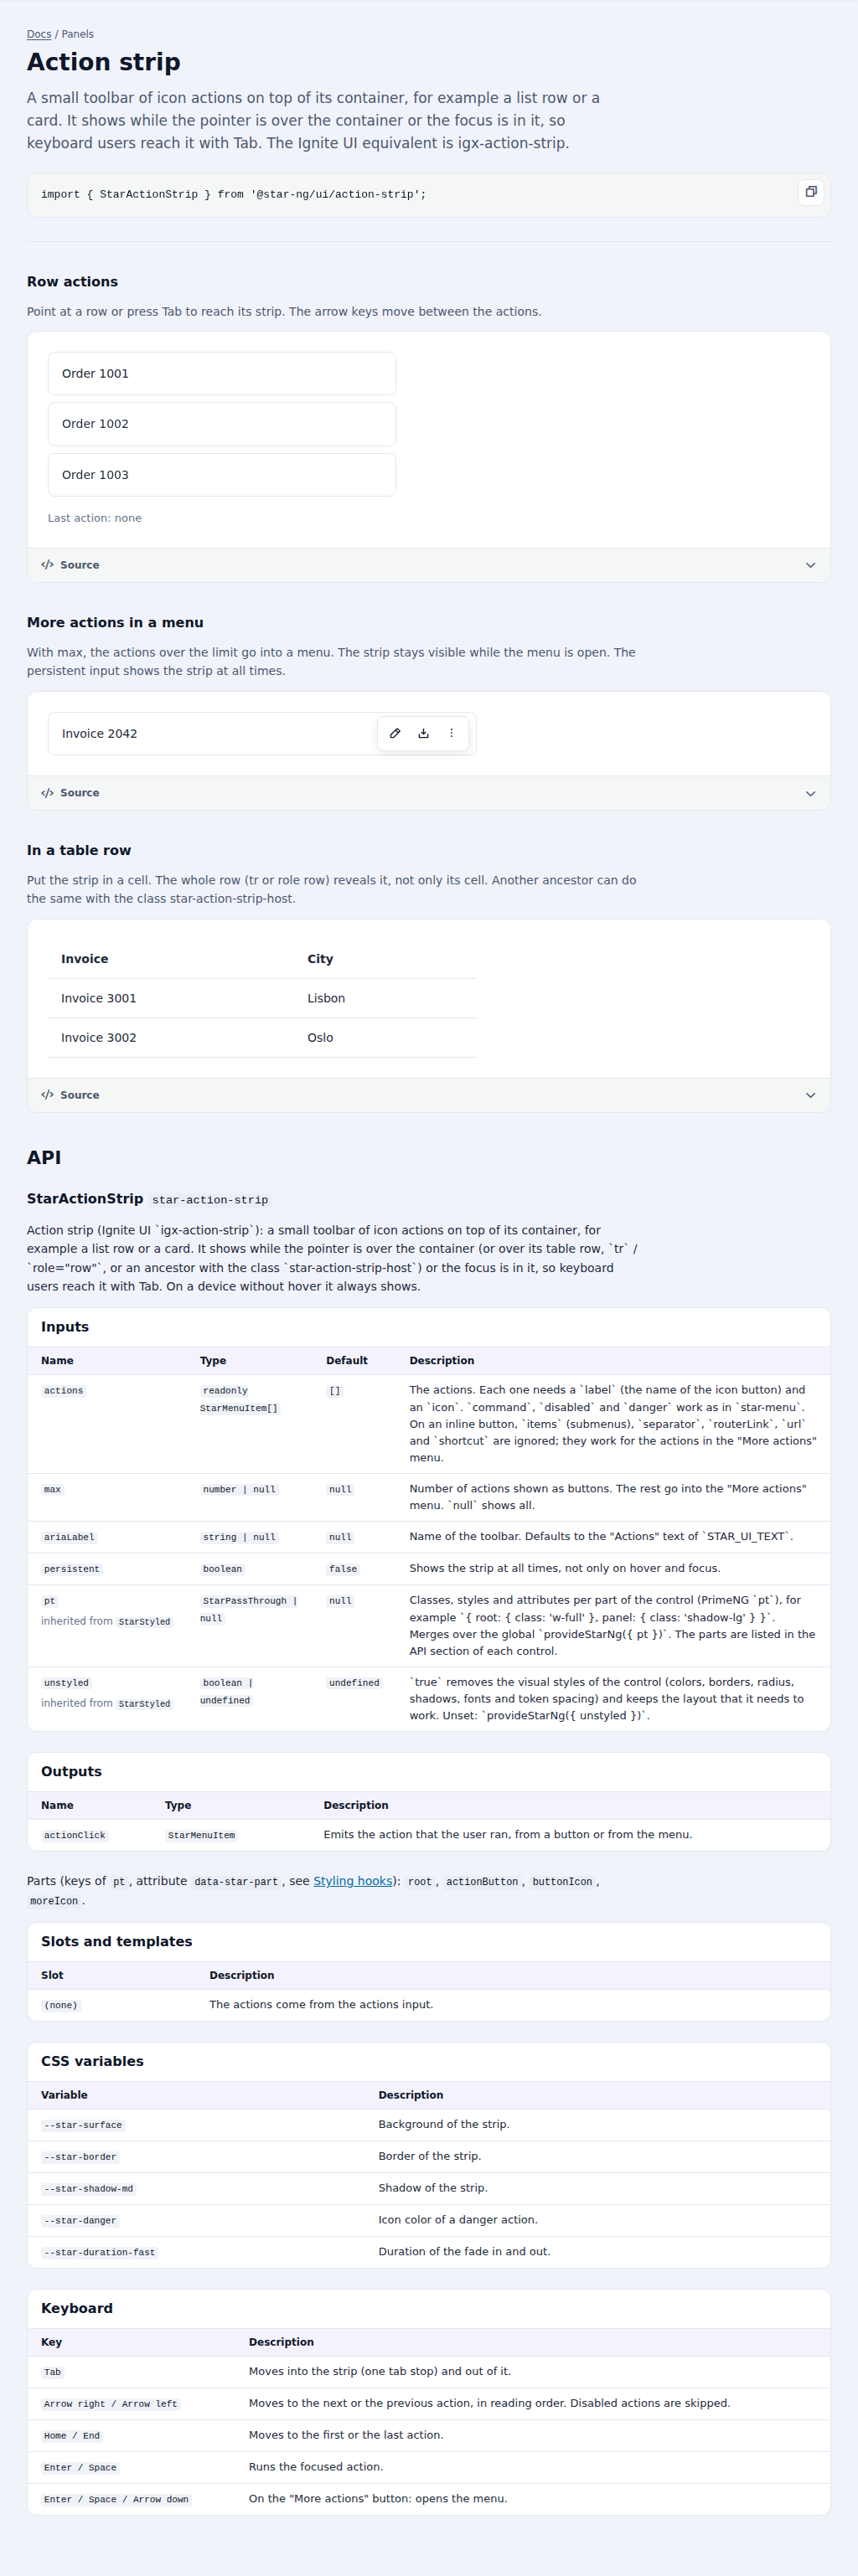 Docs / Panels
Action strip
A small toolbar of icon actions on top of its container, for example a list row or a
card. It shows while the pointer is over the container or the focus is in it, so
keyboard users reach it with Tab. The Ignite UI equivalent is igx-action-strip.
import { StarActionStrip } from '@star-ng/ui/action-strip';
Row actions
Point at a row or press Tab to reach its strip. The arrow keys move between the actions.
Order 1001
Order 1002
Order 1003
Last action: none
Source
More actions in a menu
With max, the actions over the limit go into a menu. The strip stays visible while the menu is open. The
persistent input shows the strip at all times.
Invoice 2042
Source
In a table row
Put the strip in a cell. The whole row (tr or role row) reveals it, not only its cell. Another ancestor can do
the same with the class star-action-strip-host.
Invoice City
Invoice 3001 Lisbon
Invoice 3002 Oslo
Source
API
StarActionStrip star-action-strip
Action strip (Ignite UI `igx-action-strip`): a small toolbar of icon actions on top of its container, for
example a list row or a card. It shows while the pointer is over the container (or over its table row, `tr` /
`role="row"`, or an ancestor with the class `star-action-strip-host`) or the focus is in it, so keyboard
users reach it with Tab. On a device without hover it always shows.
Inputs
Name Type Default Description
actions readonly [] The actions. Each one needs a `label` (the name of the icon button) and
StarMenuItem[] an `icon`. `command`, `disabled` and `danger` work as in `star-menu`.
On an inline button, `items` (submenus), `separator`, `routerLink`, `url`
and `shortcut` are ignored; they work for the actions in the "More actions"
menu.
max number | null null Number of actions shown as buttons. The rest go into the "More actions"
menu. `null` shows all.
ariaLabel string | null null Name of the toolbar. Defaults to the "Actions" text of `STAR_UI_TEXT`.
persistent boolean false Shows the strip at all times, not only on hover and focus.
pt StarPassThrough | null Classes, styles and attributes per part of the control (PrimeNG `pt`), for
inherited from StarStyled null example `{ root: { class: 'w-full' }, panel: { class: 'shadow-lg' } }`.
Merges over the global `provideStarNg({ pt })`. The parts are listed in the
API section of each control.
unstyled boolean | undefined `true` removes the visual styles of the control (colors, borders, radius,
inherited from StarStyled undefined shadows, fonts and token spacing) and keeps the layout that it needs to
work. Unset: `provideStarNg({ unstyled })`.
Outputs
Name Type Description
actionClick StarMenuItem Emits the action that the user ran, from a button or from the menu.
Parts (keys of pt, attribute data-star-part, see Styling hooks): root, actionButton, buttonIcon,
moreIcon.
Slots and templates
Slot Description
(none) The actions come from the actions input.
CSS variables
Variable Description
--star-surface Background of the strip.
--star-border Border of the strip.
--star-shadow-md Shadow of the strip.
--star-danger Icon color of a danger action.
--star-duration-fast Duration of the fade in and out.
Keyboard
Key Description
Tab Moves into the strip (one tab stop) and out of it.
Arrow right / Arrow left Moves to the next or the previous action, in reading order. Disabled actions are skipped.
Home / End Moves to the first or the last action.
Enter / Space Runs the focused action.
Enter / Space / Arrow down On the "More actions" button: opens the menu.